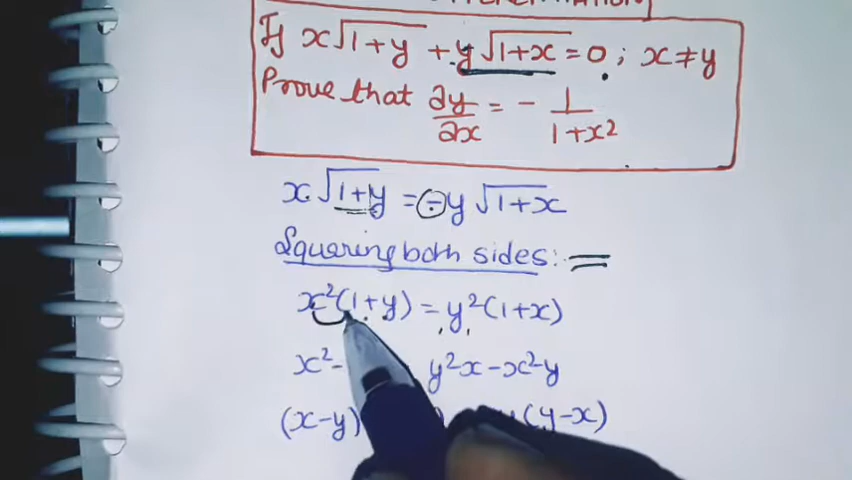 If x√1+y + y√1+x = 0 ; x ≠ y
Prove that ∂y/∂x = - 1/1+x²
x √1+y = - y √1+x
Squaring both sides: =
x²(1+y) = y²(1+x)
x² - y²x - x²y
(x-y) (y-x)